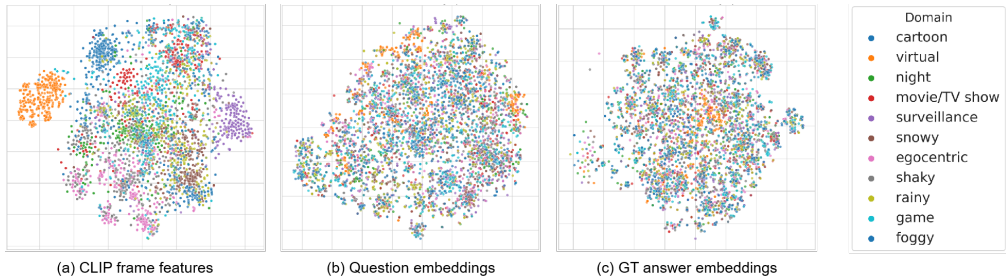 Domain
cartoon
virtual
night
movie/TV show
surveillance
snowy
egocentric
shaky
rainy
game
foggy
(a) CLIP frame features
(b) Question embeddings
(c) GT answer embeddings